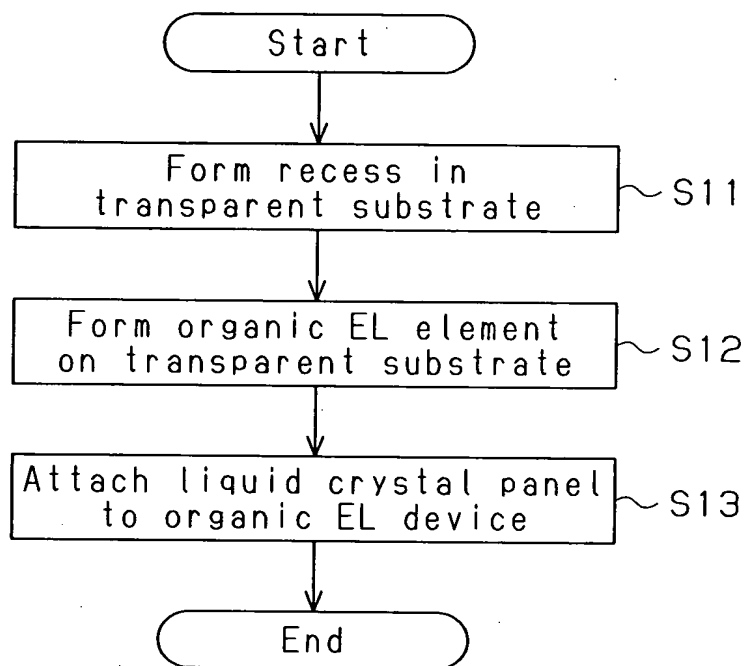 Start
Form recess in
transparent substrate
S11
Form organic EL element
on transparent substrate
S12
Attach liquid crystal panel
to organic EL device
S13
End